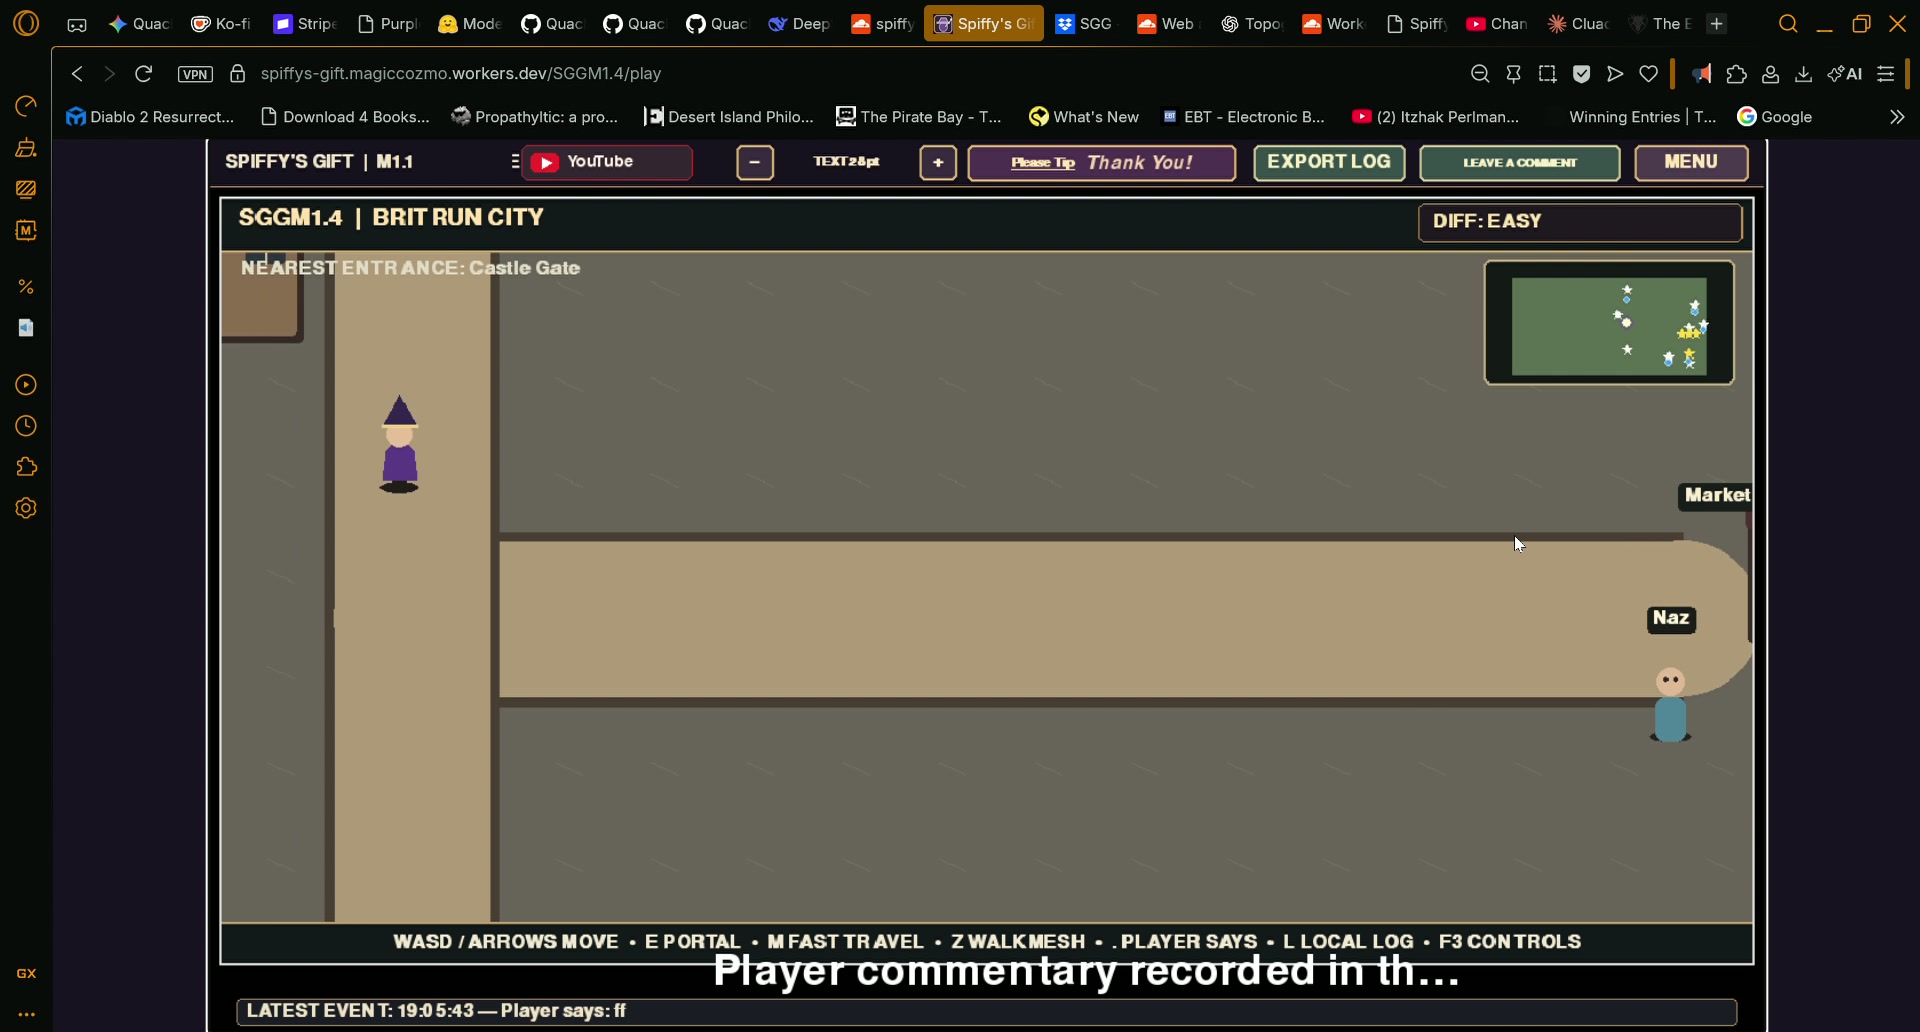 Quac
Ko-fi
Stripe
Purpl
Mode
Quac
Quac
Quac
Deep
spiffy
Spiffy's Gi
SGG
Web
Topo
Work
Spiffy
Chan
Cluac
The E
VPN
spiffys-gift.magiccozmo.workers.dev/SGGM1.4/play
AI
Diablo 2 Resurrect...
Download 4 Books...
Propathyltic: a pro...
Desert Island Philo...
The Pirate Bay - T...
What's New
EBT - Electronic B...
(2) Itzhak Perlman...
Winning Entries | T...
Google
SPIFFY'S GIFT | M1.1
YouTube
-
TEXT 28pt
+
Please Tip Thank You!
EXPORT LOG
LEAVE A COMMENT
MENU
SGGM1.4 | BRIT RUN CITY
DIFF: EASY
NEAREST ENTRANCE: Castle Gate
Market
Naz
WASD / ARROWS MOVE • E PORTAL • M FAST TRAVEL • Z WALKMESH • . PLAYER SAYS • L LOCAL LOG • F3 CONTROLS
Player commentary recorded in th...
LATEST EVENT: 19:05:43 — Player says: ff
GX